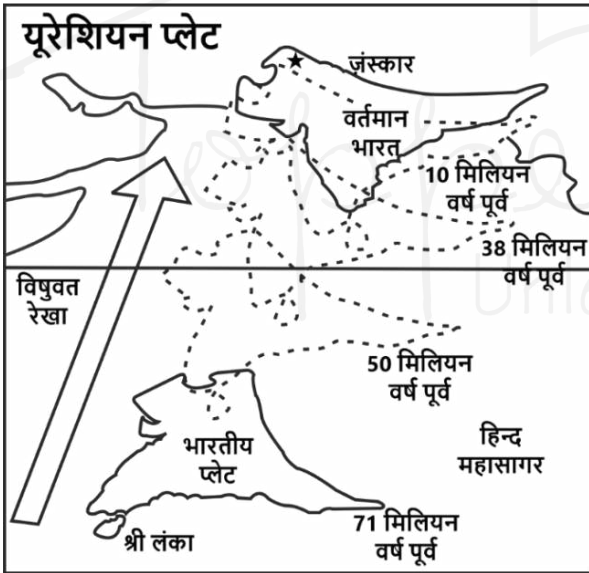 यूरेशियन प्लेट
ज़ंस्कार
वर्तमान
भारत
10 मिलियन
वर्ष पूर्व
38 मिलियन
वर्ष पूर्व
विषुवत
रेखा
50 मिलियन
वर्ष पूर्व
हिन्द
महासागर
भारतीय
प्लेट
71 मिलियन
वर्ष पूर्व
श्री लंका